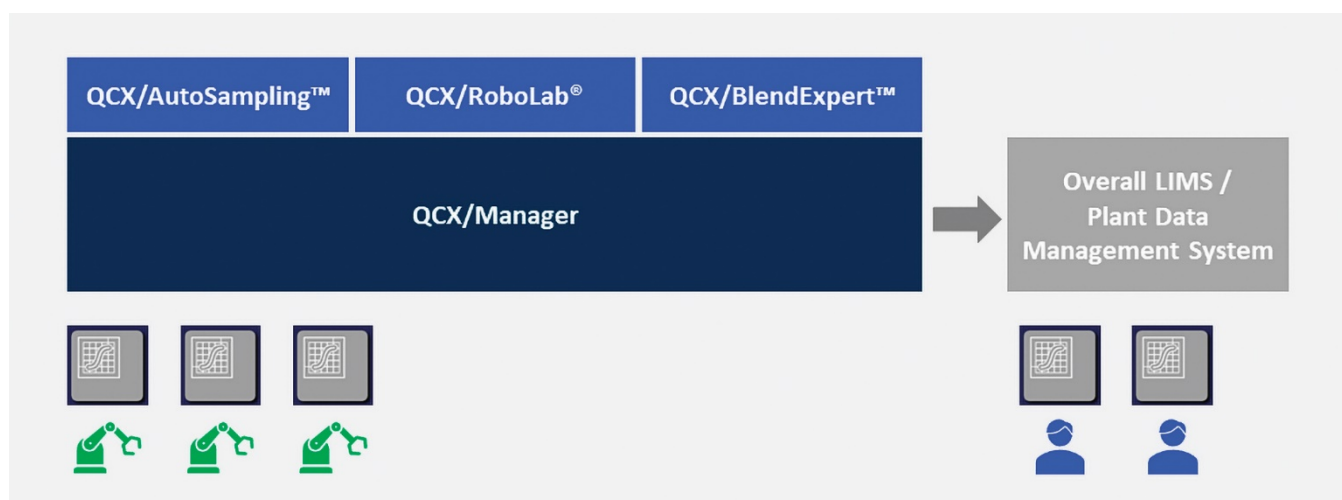 QCX/AutoSampling™
QCX/RoboLab®
QCX/BlendExpert™
QCX/Manager
Overall LIMS /
Plant Data
Management System